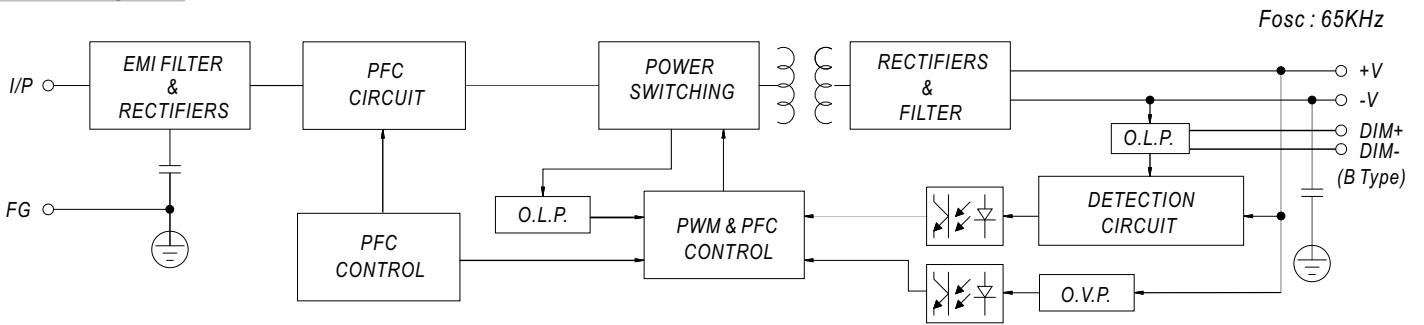 Fosc : 65KHz
I/P
EMI FILTER
&
RECTIFIERS
PFC
CIRCUIT
POWER
SWITCHING
RECTIFIERS
&
FILTER
+V
-V
DIM+
DIM-
(B Type)
O.L.P.
FG
O.L.P.
PFC
CONTROL
PWM & PFC
CONTROL
DETECTION
CIRCUIT
O.V.P.